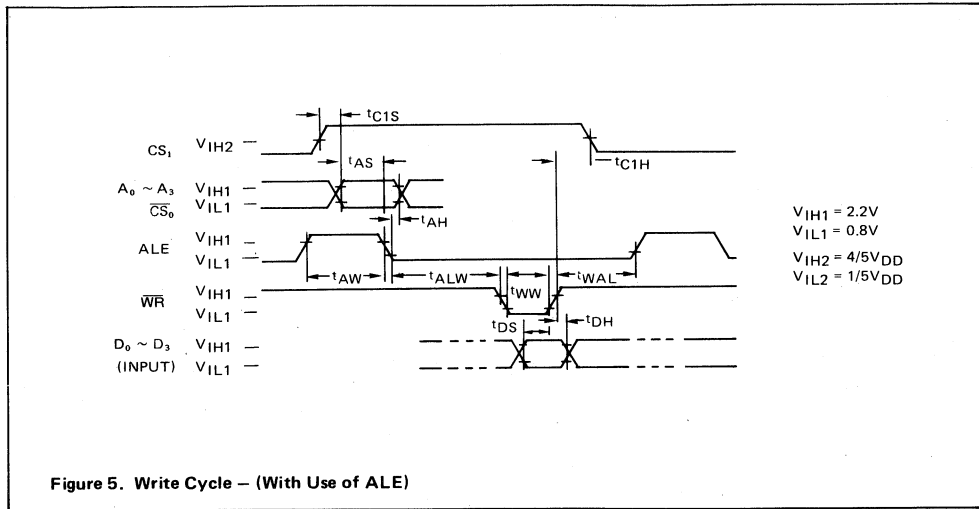 tC1S
CS1 VIH2
tAS
tC1H
A0 ~ A3 VIH1
CS0 VIL1
tAH
ALE VIH1
VIL1
tAW tALW tWW tWAL
WR VIH1
VIL1
tDS tDH
D0 ~ D3 VIH1
(INPUT) VIL1
VIH1 = 2.2V
VIL1 = 0.8V
VIH2 = 4/5VDD
VIL2 = 1/5VDD
Figure 5. Write Cycle – (With Use of ALE)